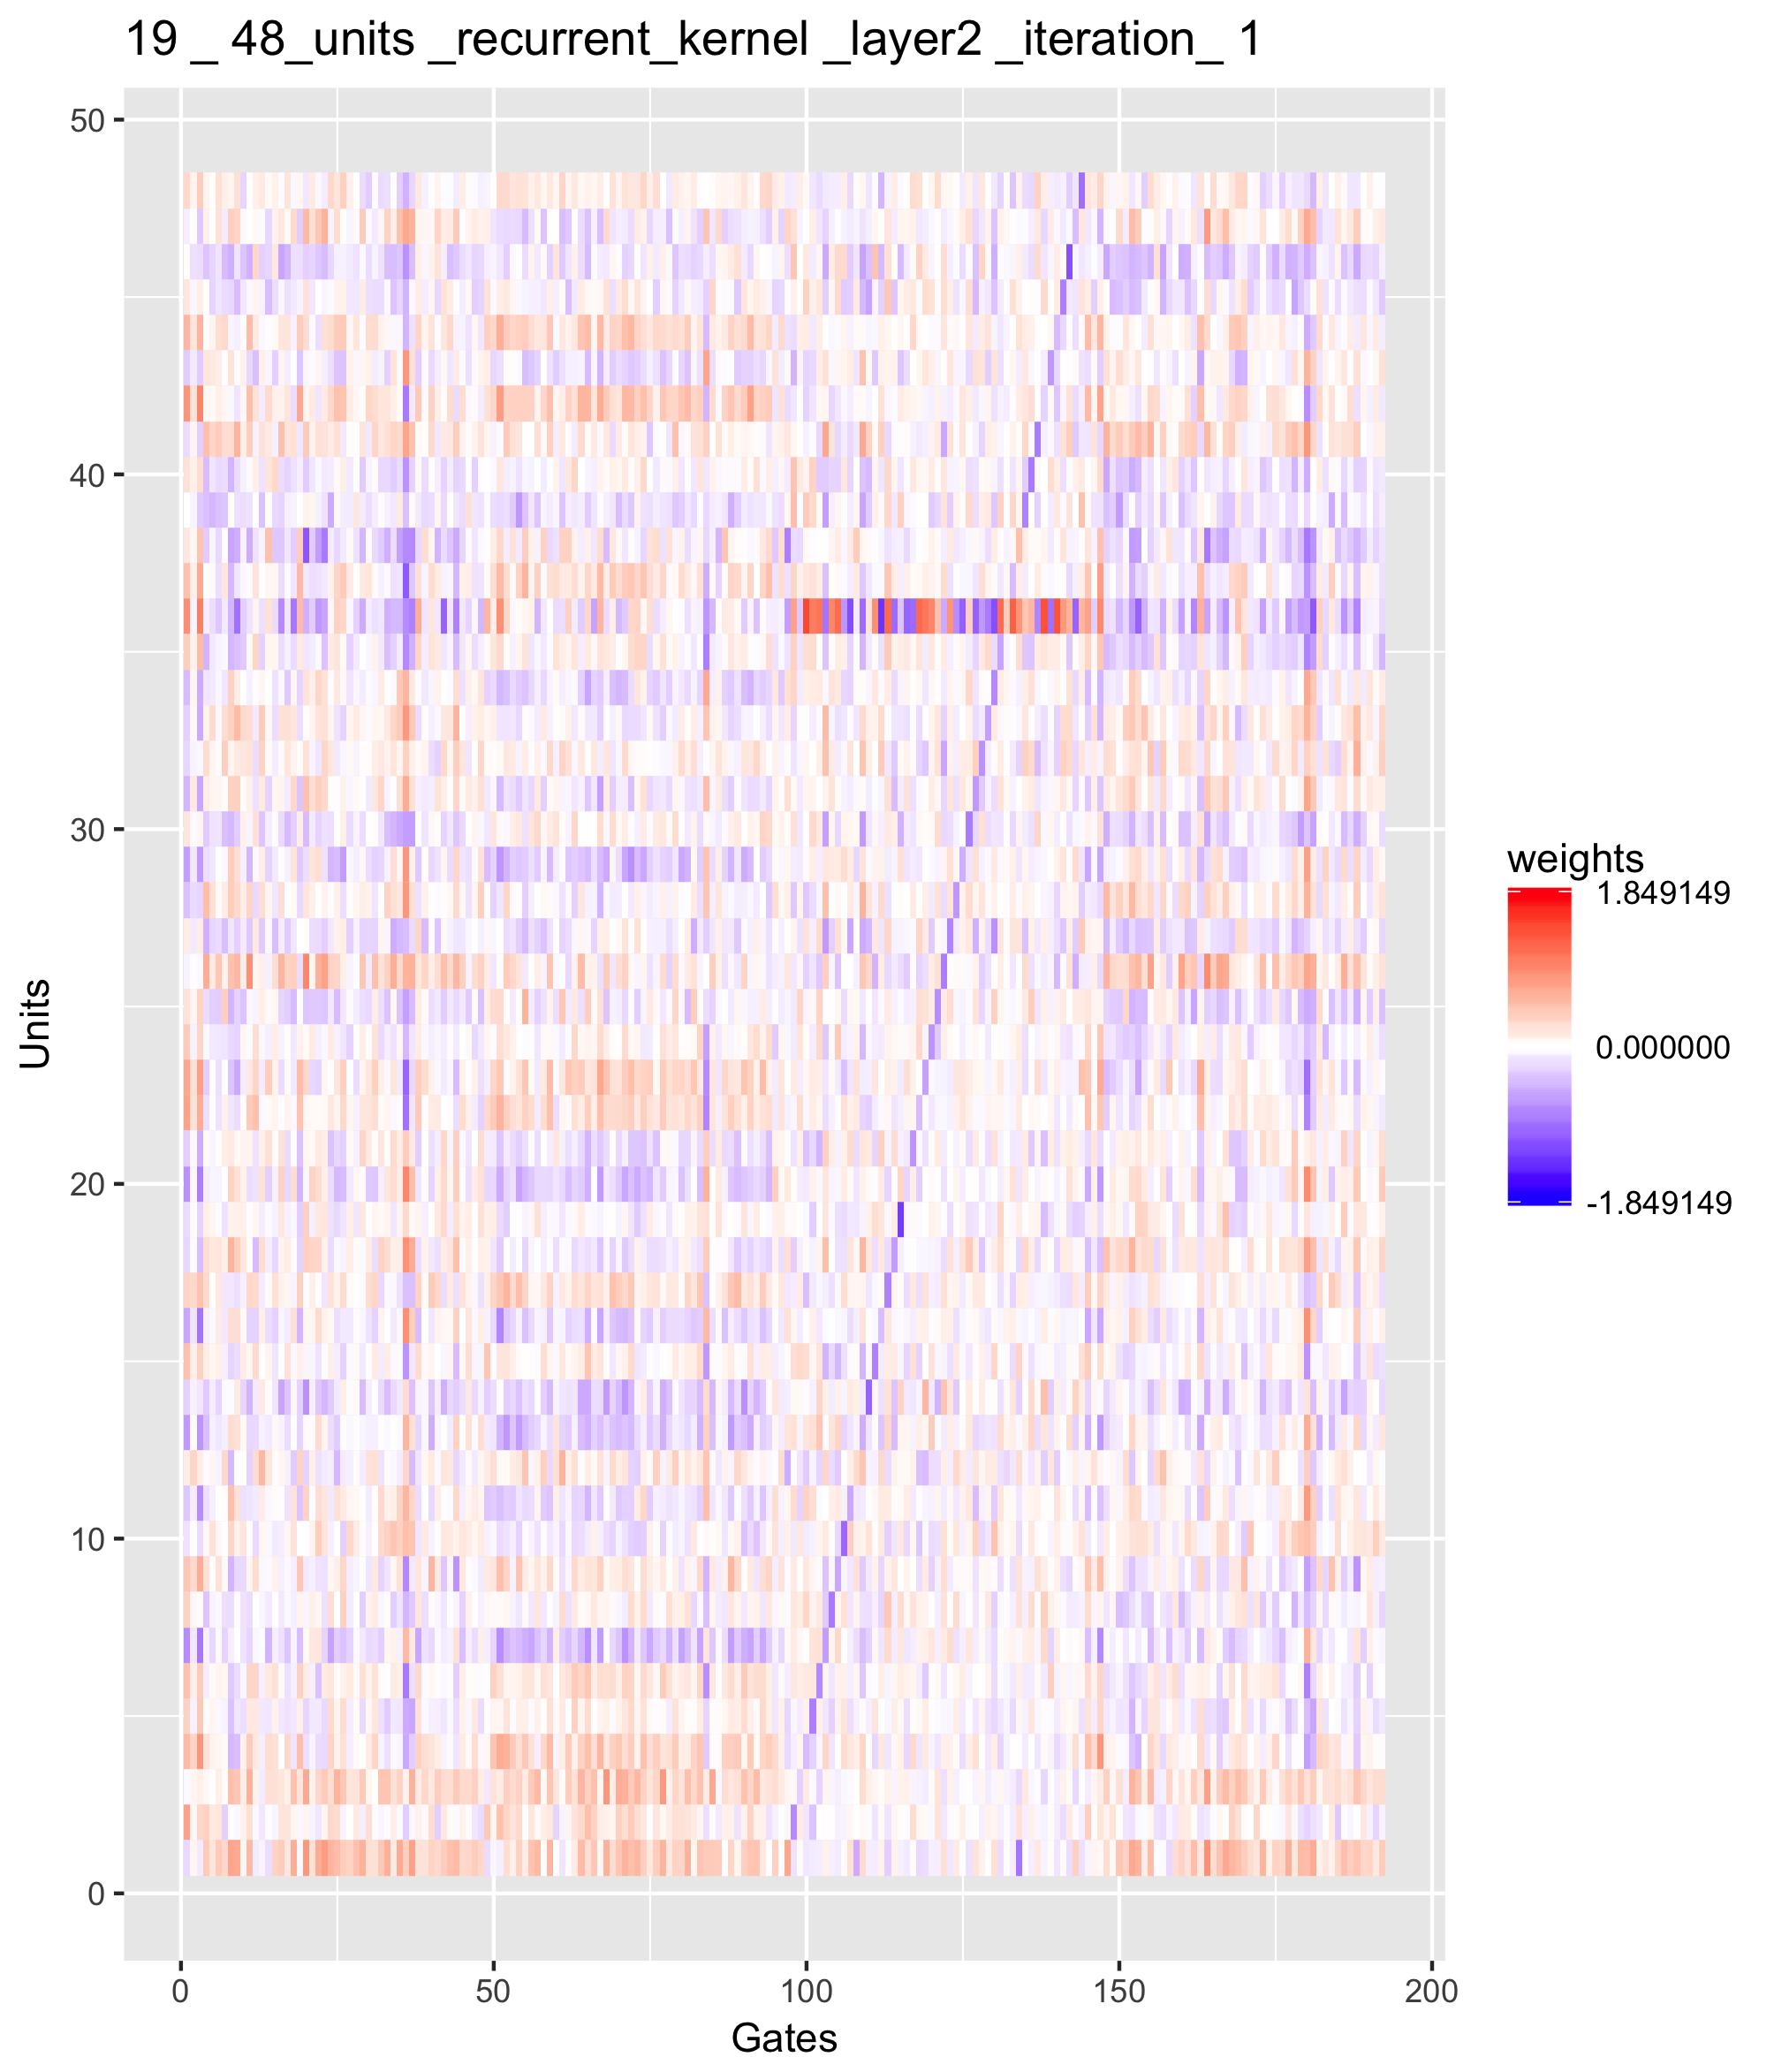 19 _ 48_units _recurrent_kernel _layer2 _iteration_ 1
50
40
30
20
10
0
Units
0 50 100 150 200
Gates
weights
1.849149
0.000000
-1.849149